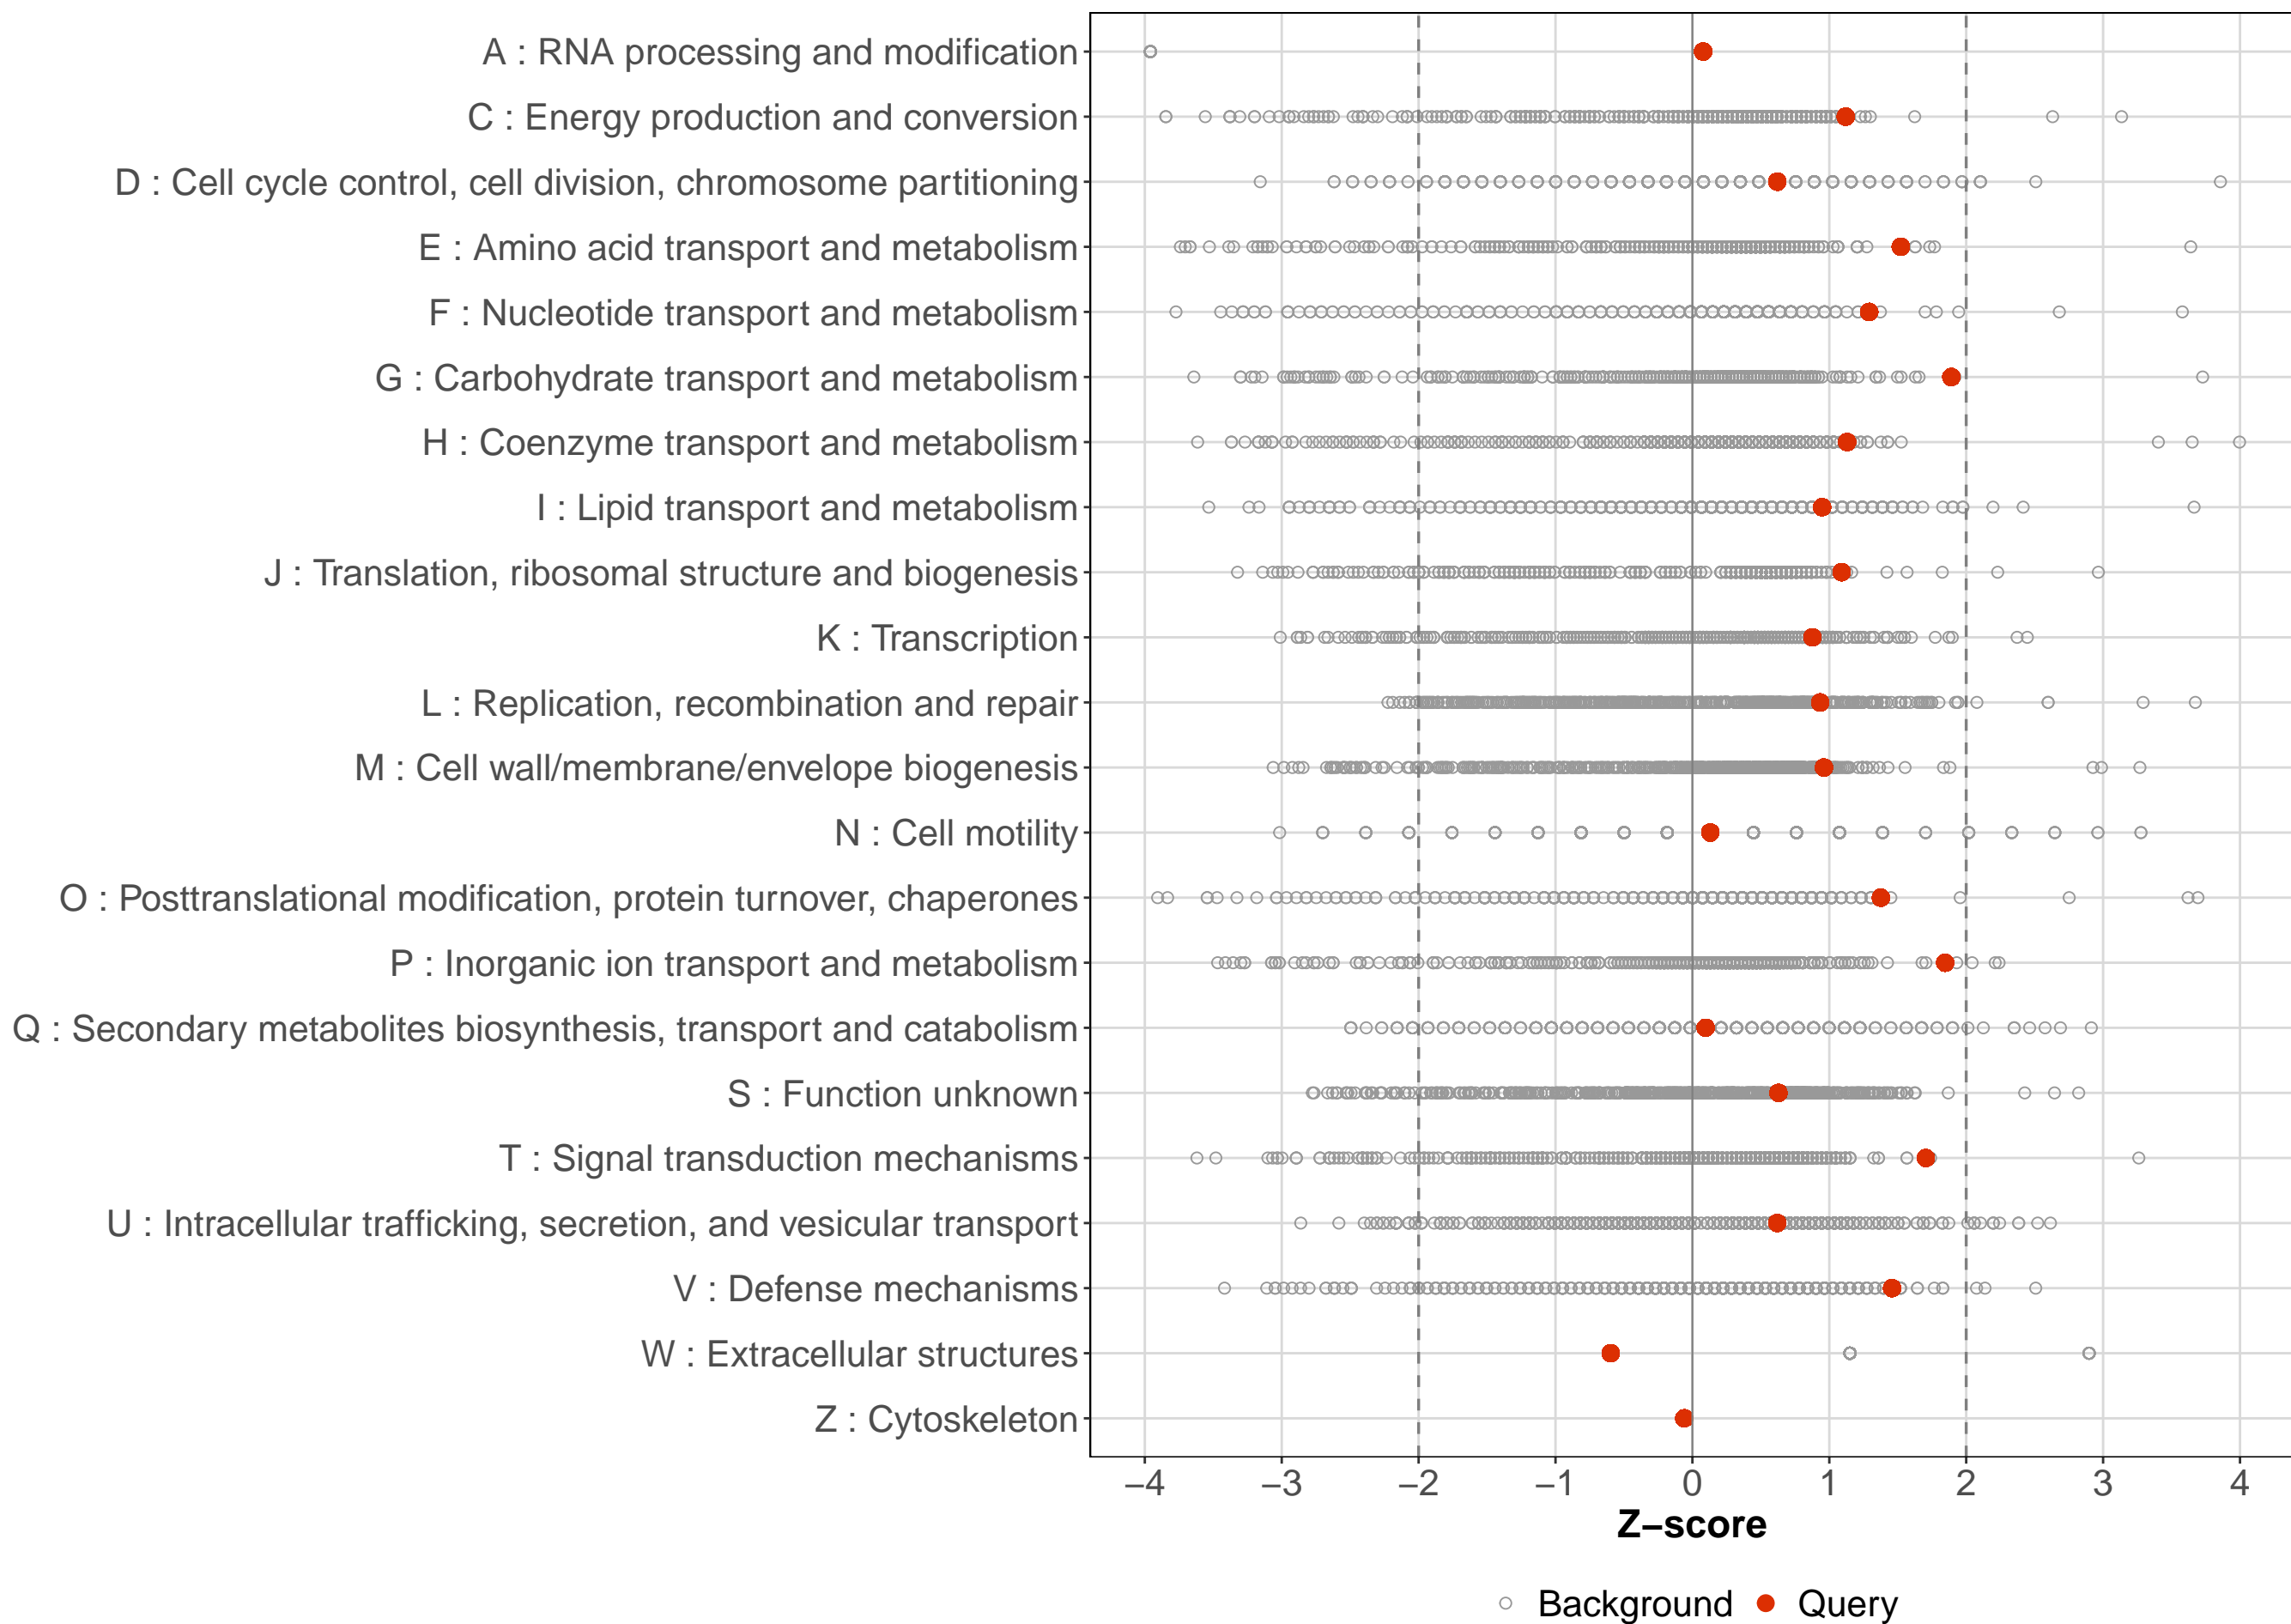 A : RNA processing and modification
C : Energy production and conversion
D : Cell cycle control, cell division, chromosome partitioning
E : Amino acid transport and metabolism
F : Nucleotide transport and metabolism
G : Carbohydrate transport and metabolism
H : Coenzyme transport and metabolism
I : Lipid transport and metabolism
J : Translation, ribosomal structure and biogenesis
K : Transcription
L : Replication, recombination and repair
M : Cell wall/membrane/envelope biogenesis
N : Cell motility
O : Posttranslational modification, protein turnover, chaperones
P : Inorganic ion transport and metabolism
Q : Secondary metabolites biosynthesis, transport and catabolism
S : Function unknown
T : Signal transduction mechanisms
U : Intracellular trafficking, secretion, and vesicular transport
V : Defense mechanisms
W : Extracellular structures
Z : Cytoskeleton
−4 −3 −2 −1 0 1 2 3 4
Z−score
Background Query